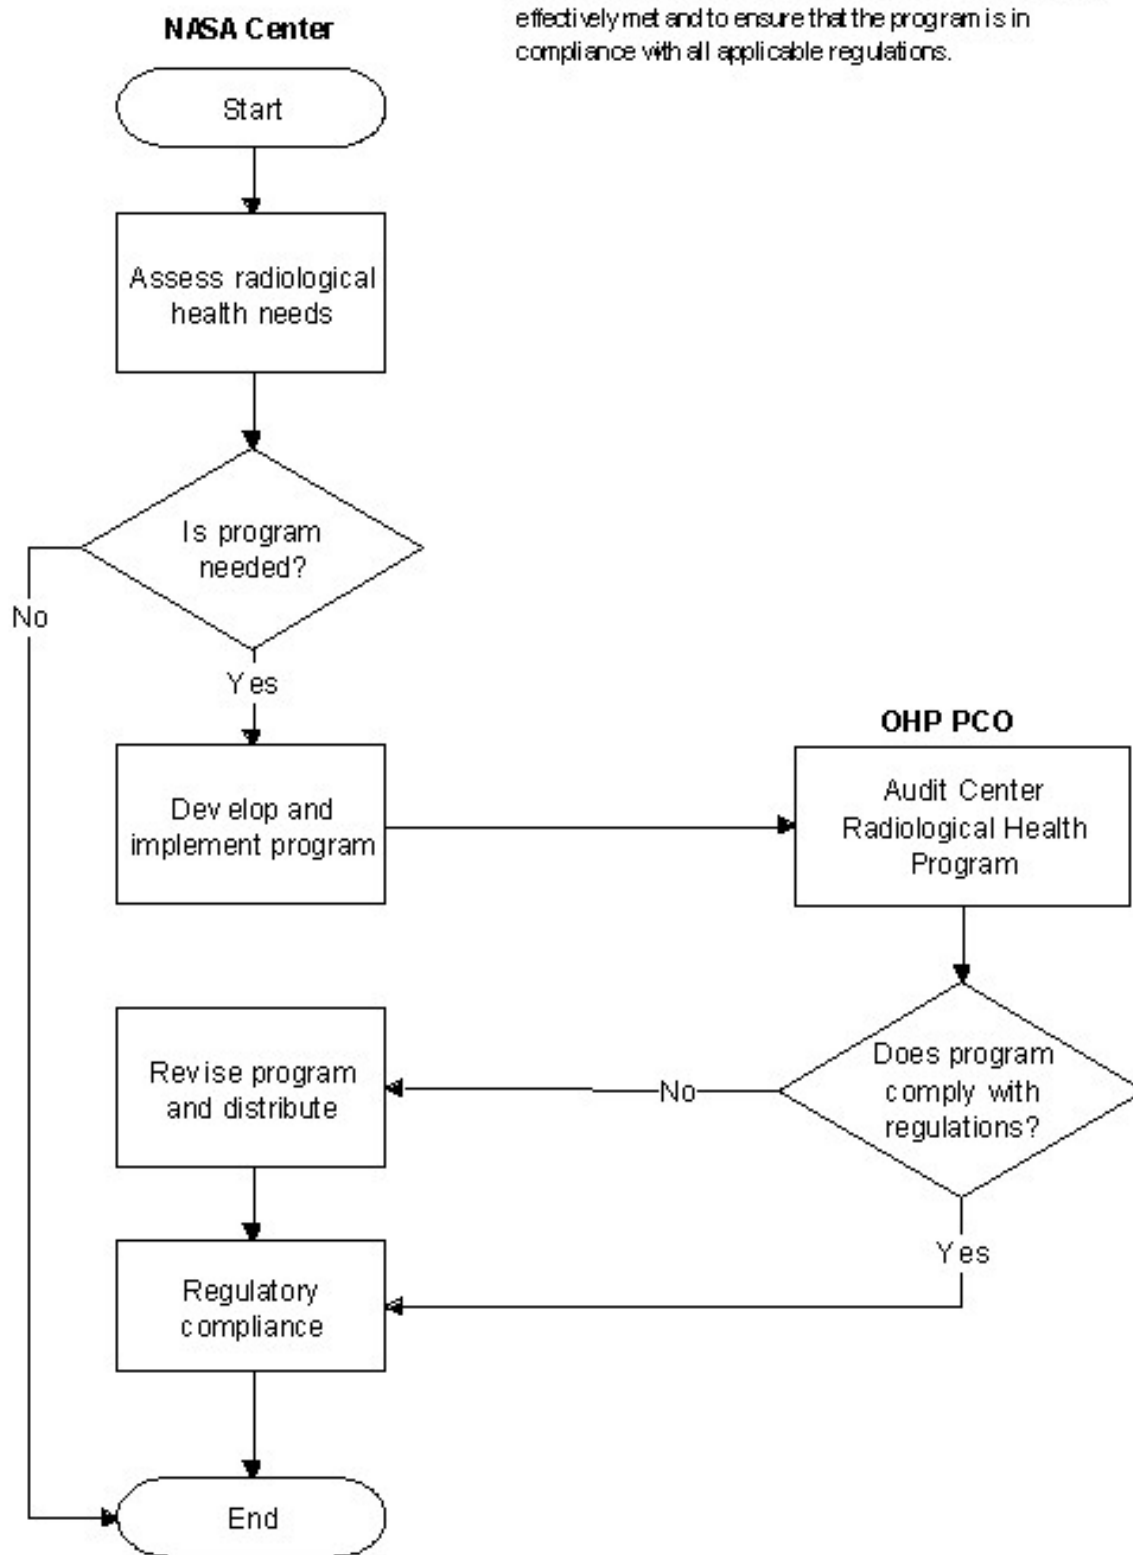 effectively met and to ensure that the program is in
compliance with all applicable regulations.
NASA Center
Start
Assess radiological
health needs
Is program
needed?
No
Yes
Develop and
implement program
OHP PCO
Audit Center
Radiological Health
Program
Does program
comply with
regulations?
No
Revise program
and distribute
Yes
Regulatory
compliance
End